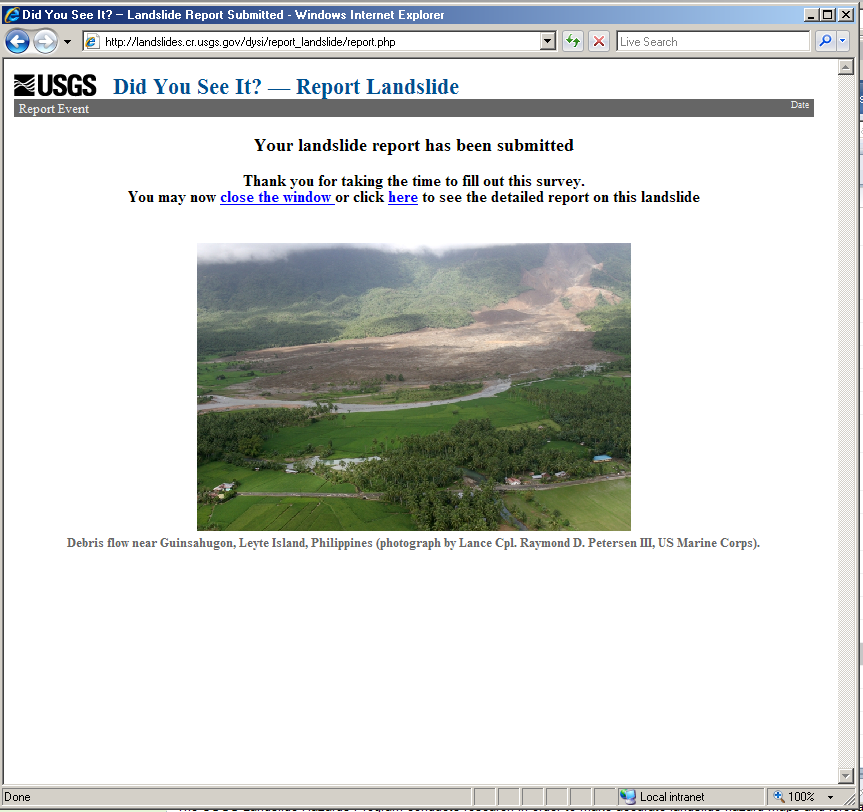 Did You See It? – Landslide Report Submitted - Windows Internet Explorer
http://landslides.cr.usgs.gov/dysi/report_landslide/report.php
Live Search
USGS Did You See It? — Report Landslide
Report Event
Date
Your landslide report has been submitted
Thank you for taking the time to fill out this survey.
You may now close the window or click here to see the detailed report on this landslide
Debris flow near Guinsahugon, Leyte Island, Philippines (photograph by Lance Cpl. Raymond D. Petersen III, US Marine Corps).
Done
Local intranet
100%